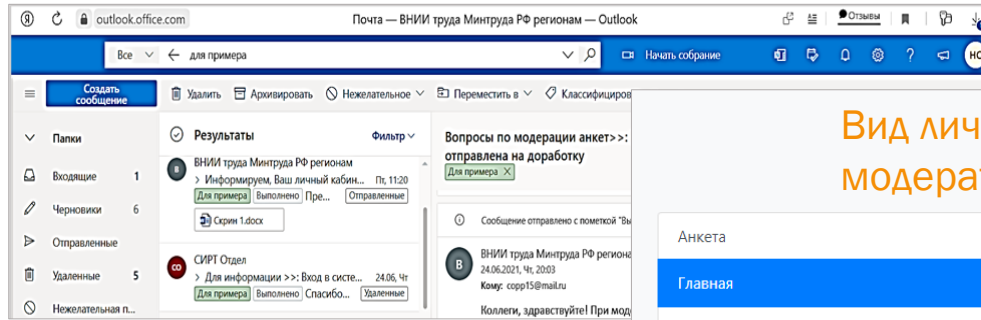 outlook.office.com
Почта — ВНИИ труда Минтруда РФ регионам — Outlook
Отзывы
Все
для примера
Начать собрание
Создать сообщение
Удалить
Архивировать
Нежелательное
Переместить в
Классифициров
Папки
Входящие 1
Черновики 6
Отправленные
Удаленные 5
Нежелательная п...
Результаты
Фильтр
В
ВНИИ труда Минтруда РФ регионам
> Информируем, Ваш личный кабин... Пт, 11:20
Для примера Выполнено Пре... Отправленные
Скрин 1.docx
СО
СИРТ Отдел
> Для информации >>: Вход в систе... 24.06, Чт
Для примера Выполнено Спасибо... Удаленные
Вопросы по модерации анкет>>:
отправлена на доработку
Для примера X
Сообщение отправлено с пометкой "Вы
В
ВНИИ труда Минтруда РФ региона
24.06.2021, Чт, 20:03
Кому: copp15@mail.ru
Коллеги, здравствуйте! При мод
Вид лич
модерат
Анкета
Главная